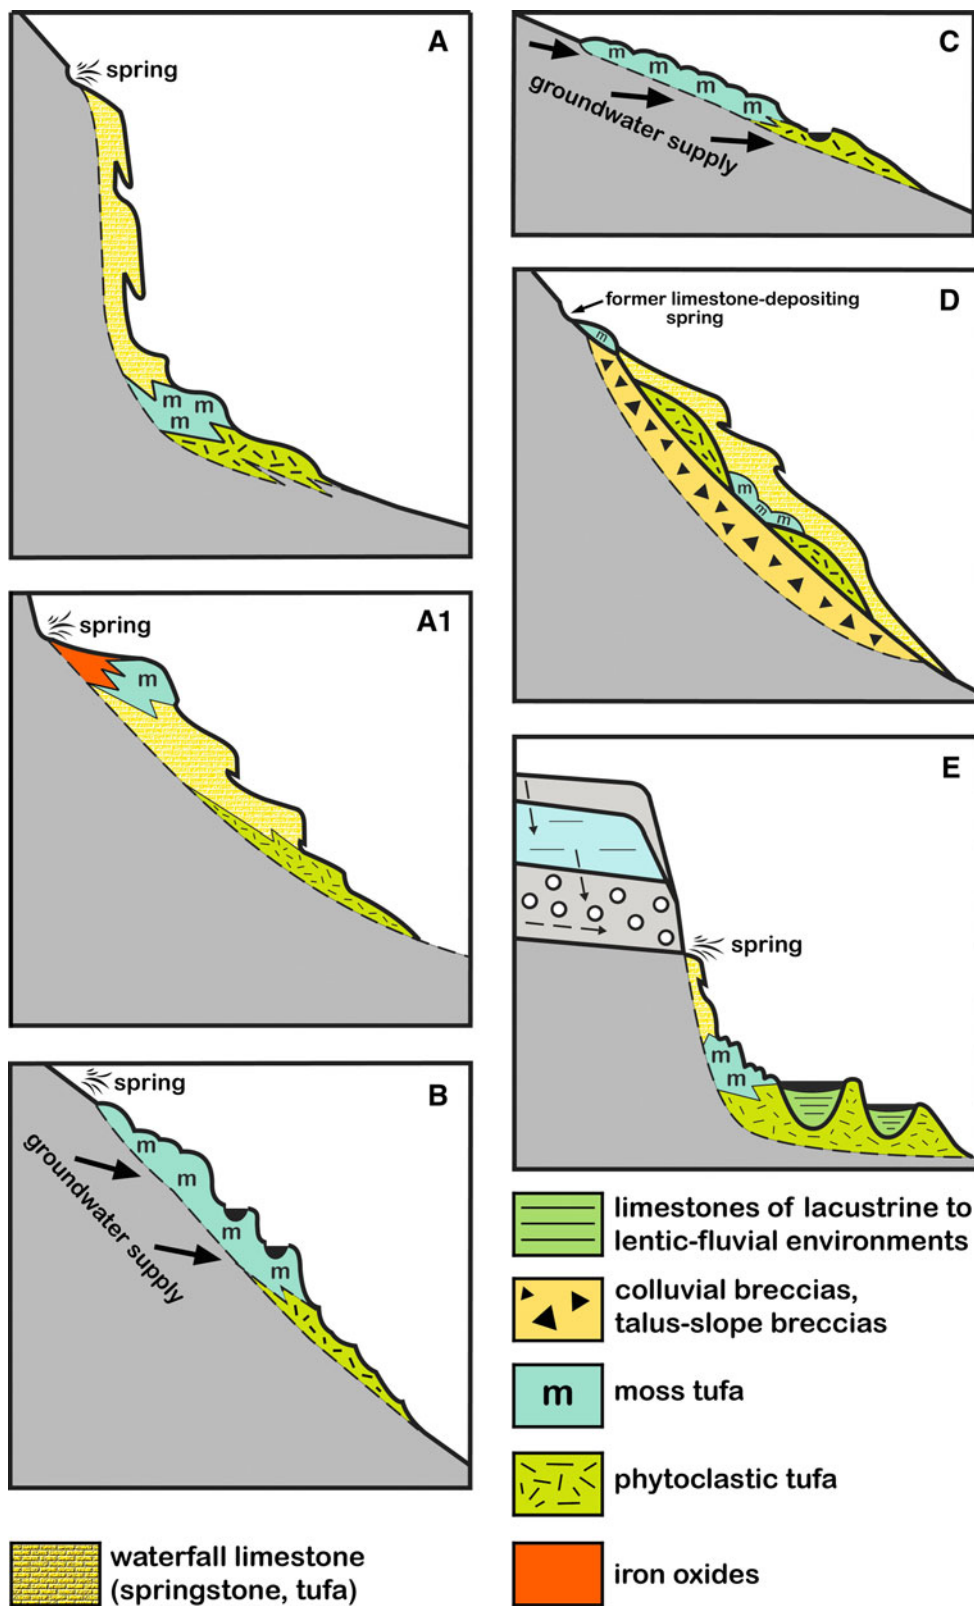 A
spring
m m
m
A1
spring
m
B
spring
m
m
m
m
groundwater supply
C
m
m
m
m
groundwater supply
D
former limestone-depositing
spring
m
m
m
m
E
spring
m
m
limestones of lacustrine to
lentic-fluvial environments
colluvial breccias,
talus-slope breccias
m
moss tufa
phytoclastic tufa
waterfall limestone
(springstone, tufa)
iron oxides